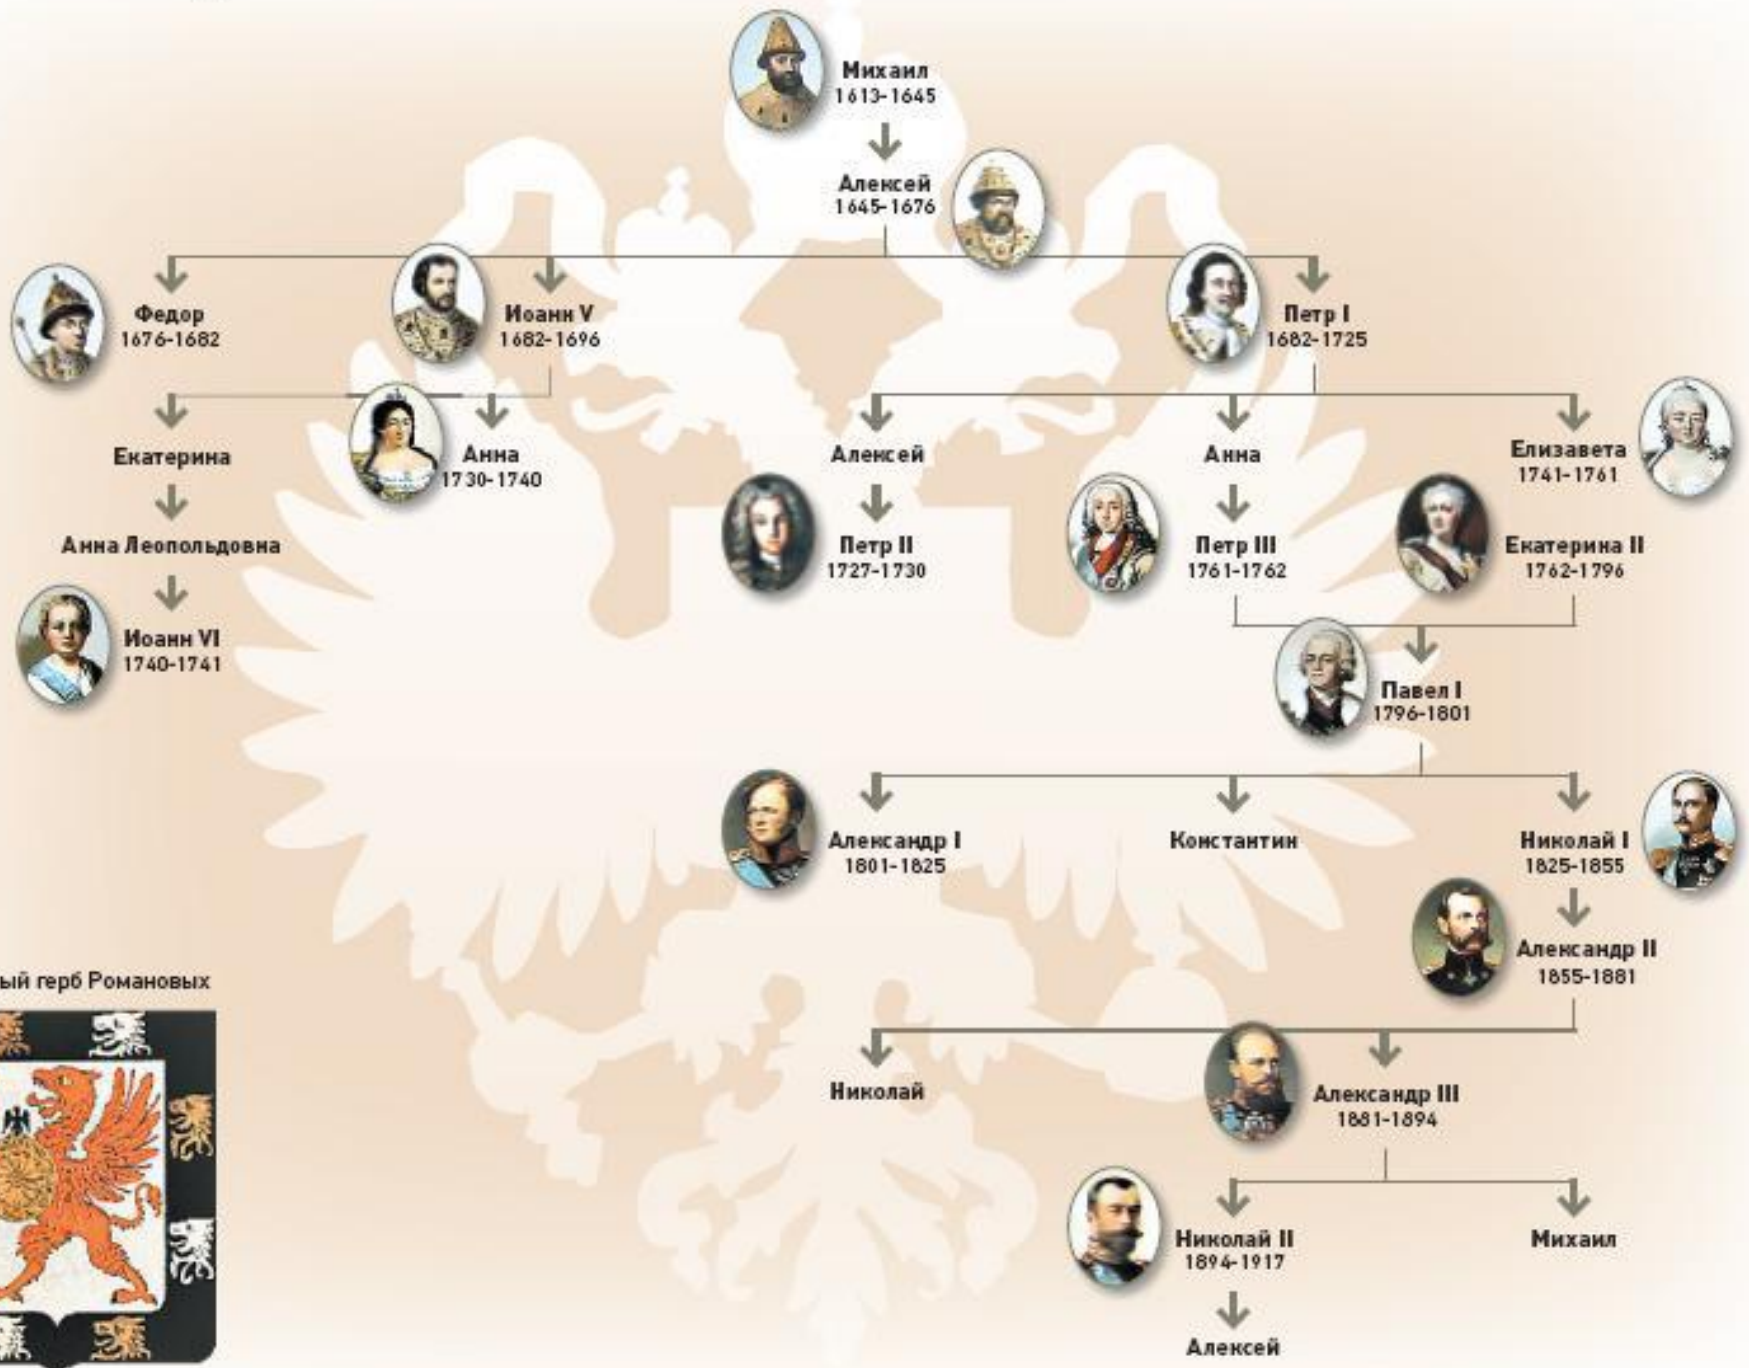 Михаил
1613-1645
Алексей
1645-1676
Федор
1676-1682
Иоанн V
1682-1696
Петр I
1682-1725
Екатерина
Анна
1730-1740
Алексей
Анна
Елизавета
1741-1761
Анна Леопольдовна
Петр II
1727-1730
Петр III
1761-1762
Екатерина II
1762-1796
Иоанн VI
1740-1741
Павел I
1796-1801
Александр I
1801-1825
Константин
Николай I
1825-1855
Александр II
1855-1881
ый герб Романовых
Николай
Александр III
1881-1894
Николай II
1894-1917
Михаил
Алексей